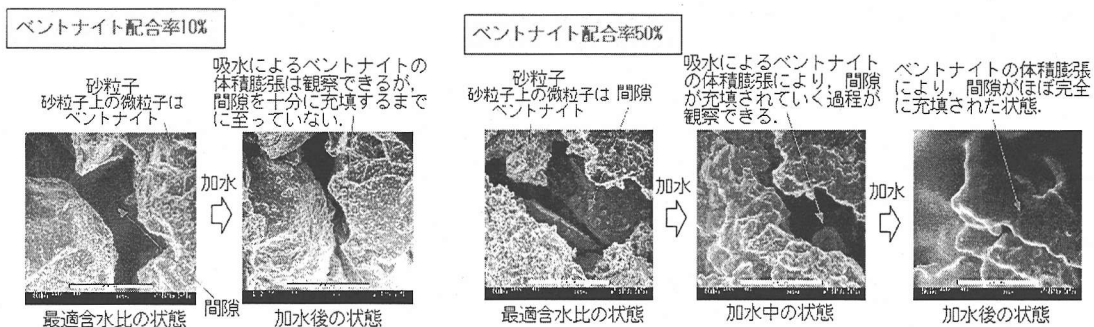 ベントナイト配合率10%
吸水によるベントナイトの
体積膨張は観察できるが,
間隙を十分に充填するまで
に至っていない.
砂粒子
砂粒子上の微粒子は
ベントナイト
加水
間隙
最適含水比の状態
加水後の状態
ベントナイト配合率50%
砂粒子
砂粒子上の微粒子は
ベントナイト
間隙
吸水によるベントナイト
の体積膨張により,間隙
が充填されていく過程が
観察できる.
ベントナイトの体積膨張
により,間隙がほぼ完全
に充填された状態.
加水
加水
最適含水比の状態
加水中の状態
加水後の状態